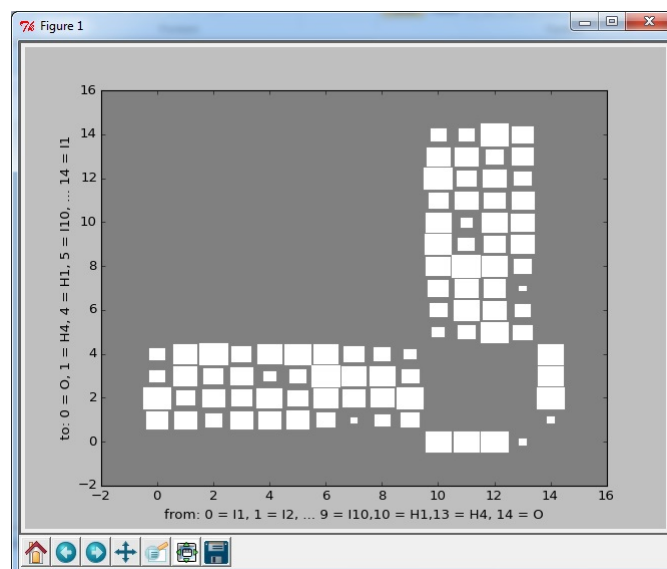 Figure 1
16
14
12
10
8
6
4
2
0
−2
to: 0 = O, 1 = H4, 4 = H1, 5 = I10, ... 14 = I1
−2 0 2 4 6 8 10 12 14 16
from: 0 = I1, 1 = I2, ... 9 = I10,10 = H1,13 = H4, 14 = O